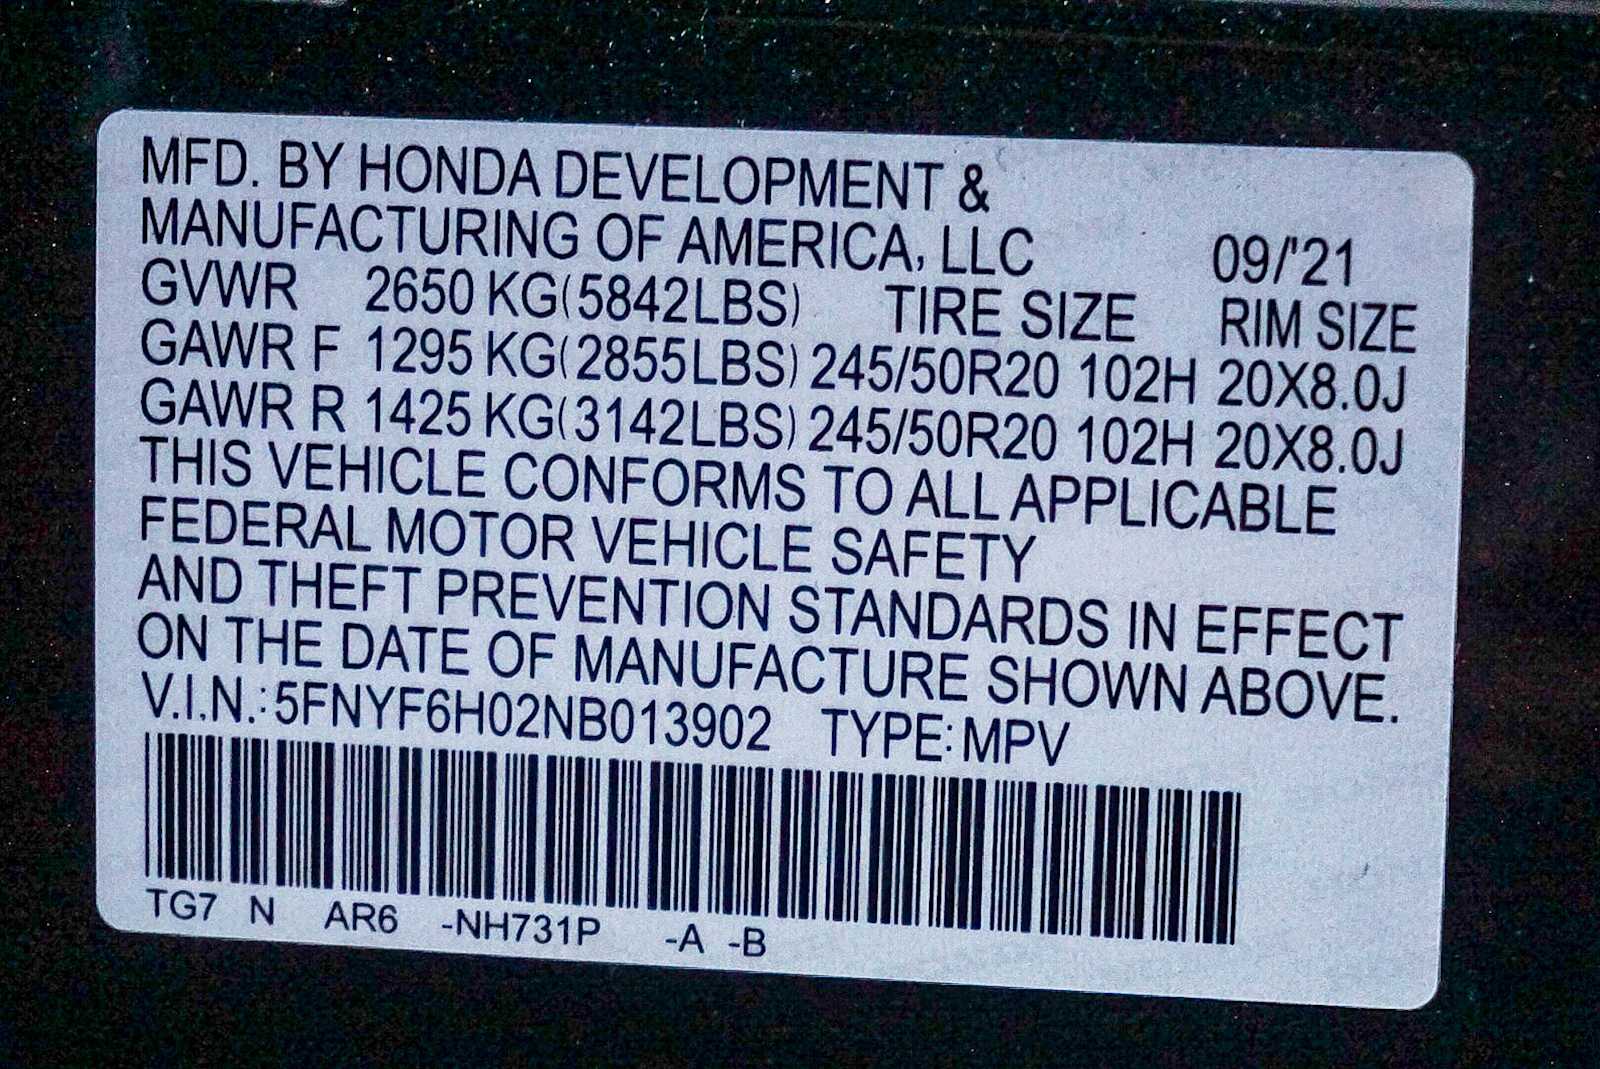 MFD. BY HONDA DEVELOPMENT &
MANUFACTURING OF AMERICA, LLC 09/'21
GVWR 2650 KG(5842LBS) TIRE SIZE RIM SIZE
GAWR F 1295 KG(2855LBS) 245/50R20 102H 20X8.0J
GAWR R 1425 KG(3142LBS) 245/50R20 102H 20X8.0J
THIS VEHICLE CONFORMS TO ALL APPLICABLE
FEDERAL MOTOR VEHICLE SAFETY
AND THEFT PREVENTION STANDARDS IN EFFECT
ON THE DATE OF MANUFACTURE SHOWN ABOVE.
V.I.N.:5FNYF6H02NB013902 TYPE:MPV
TG7 N AR6 -NH731P -A -B